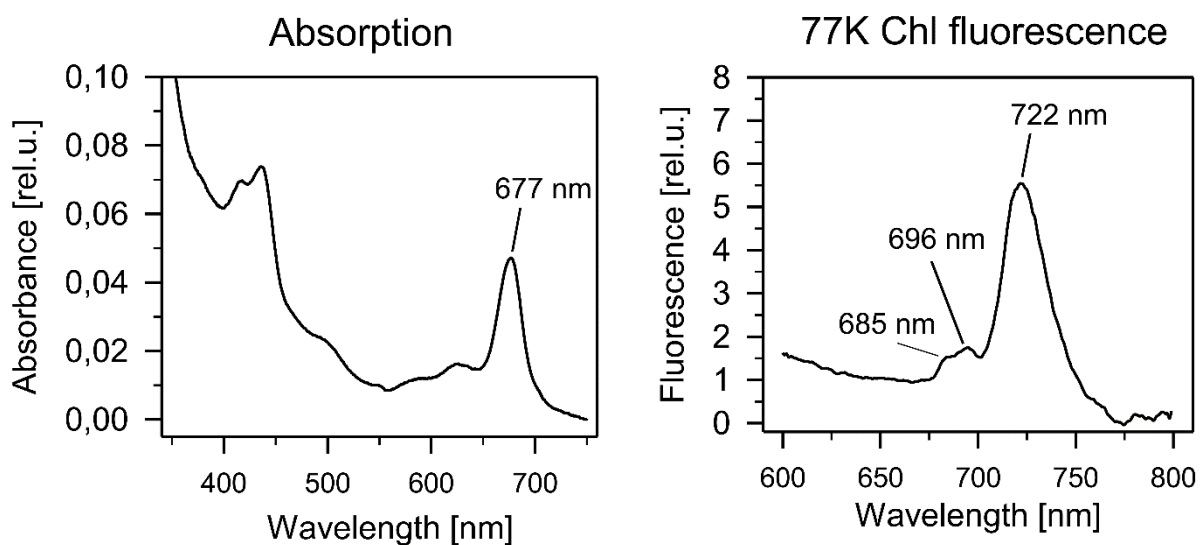 Absorption
Absorbance [rel.u.]
0,10
0,08
0,06
0,04
0,02
0,00
677 nm
400 500 600 700
Wavelength [nm]
77K Chl fluorescence
Fluorescence [rel.u.]
8
7
6
5
4
3
2
1
0
722 nm
696 nm
685 nm
600 650 700 750 800
Wavelength [nm]